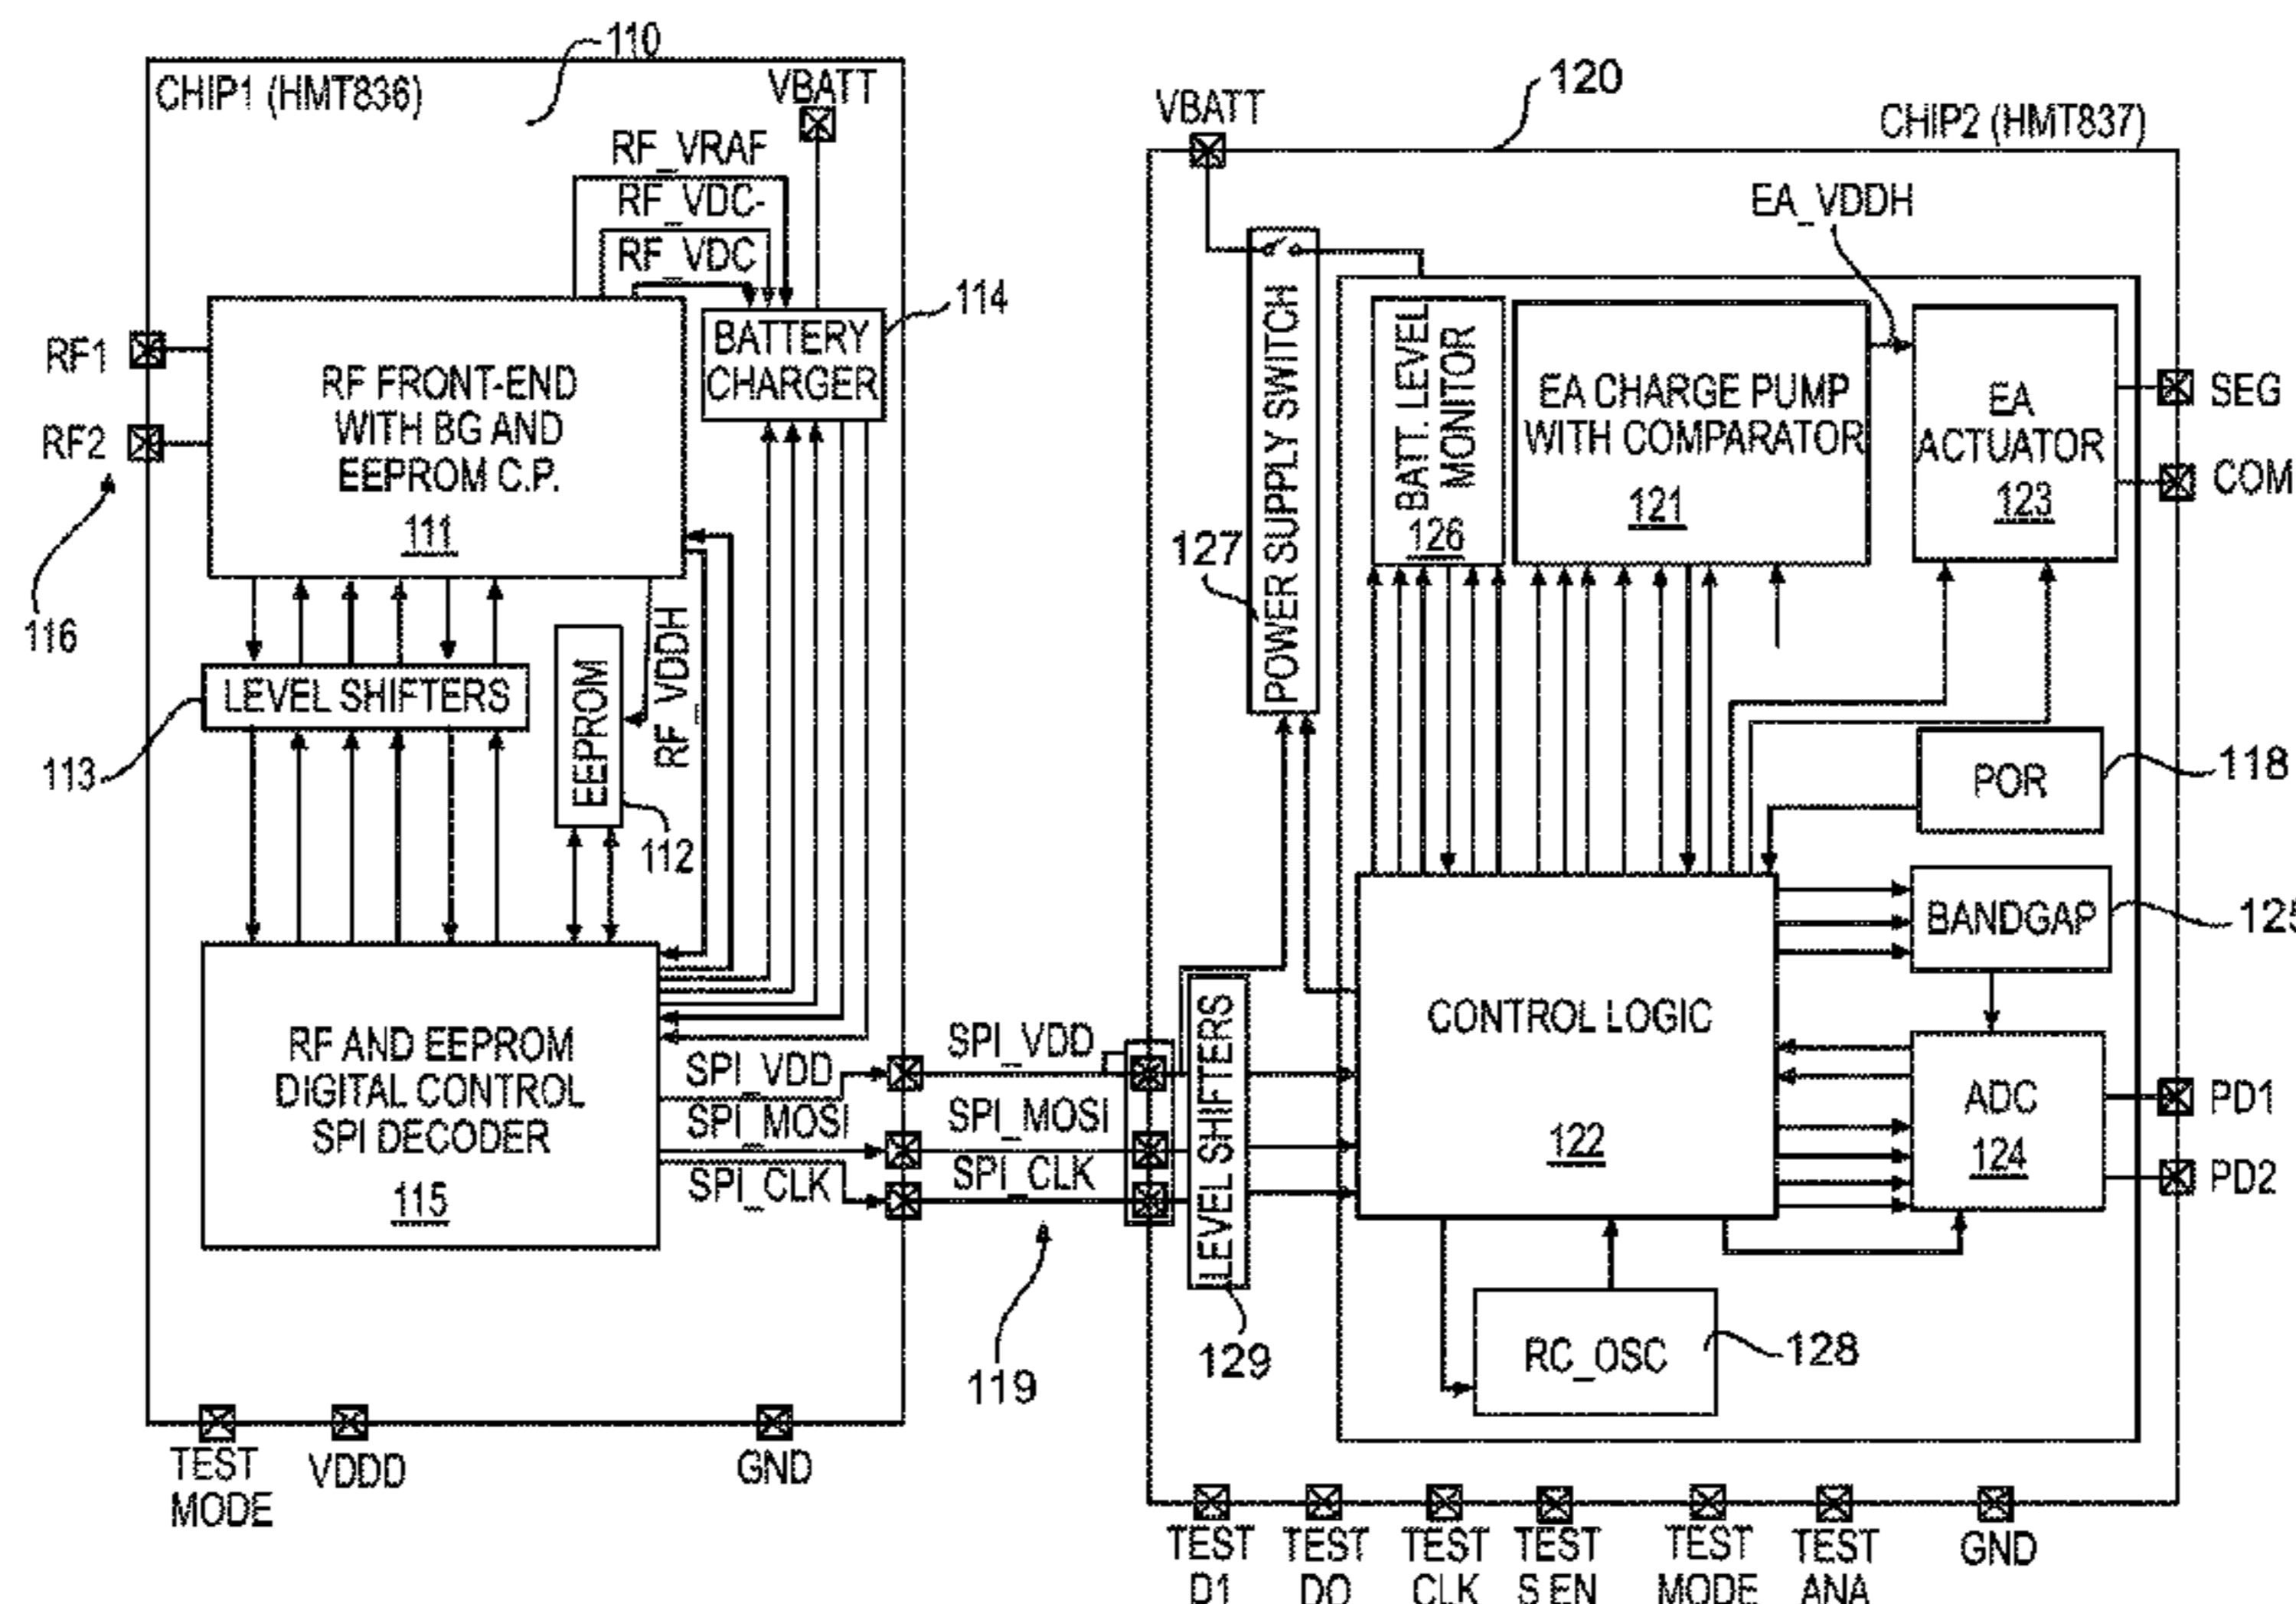 110
CHIP1 (HMT836)
VBATT
RF_VRAF
RF_VDC-
RF_VDC
114
BATTERY
CHARGER
RF1
RF2
116
RF FRONT-END
WITH BG AND
EEPROM C.P.
111
RF_VDDH
LEVEL SHIFTERS
113
EEPROM
112
RF AND EEPROM
DIGITAL CONTROL
SPI DECODER
115
SPI_VDD
SPI_MOSI
SPI_CLK
SPI_VDD
SPI_MOSI
SPI_CLK
119
TEST
MODE
VDDD
GND
VBATT
120
CHIP2 (HMT837)
EA_VDDH
POWER SUPPLY SWITCH
127
BATT. LEVEL
MONITOR
126
EA CHARGE PUMP
WITH COMPARATOR
121
EA
ACTUATOR
123
SEG
COM
POR
118
BANDGAP
125
CONTROL LOGIC
122
ADC
124
PD1
PD2
LEVEL SHIFTERS
129
RC_OSC
128
TEST
D1
TEST
DO
TEST
CLK
TEST
S EN
TEST
MODE
TEST
ANA
GND